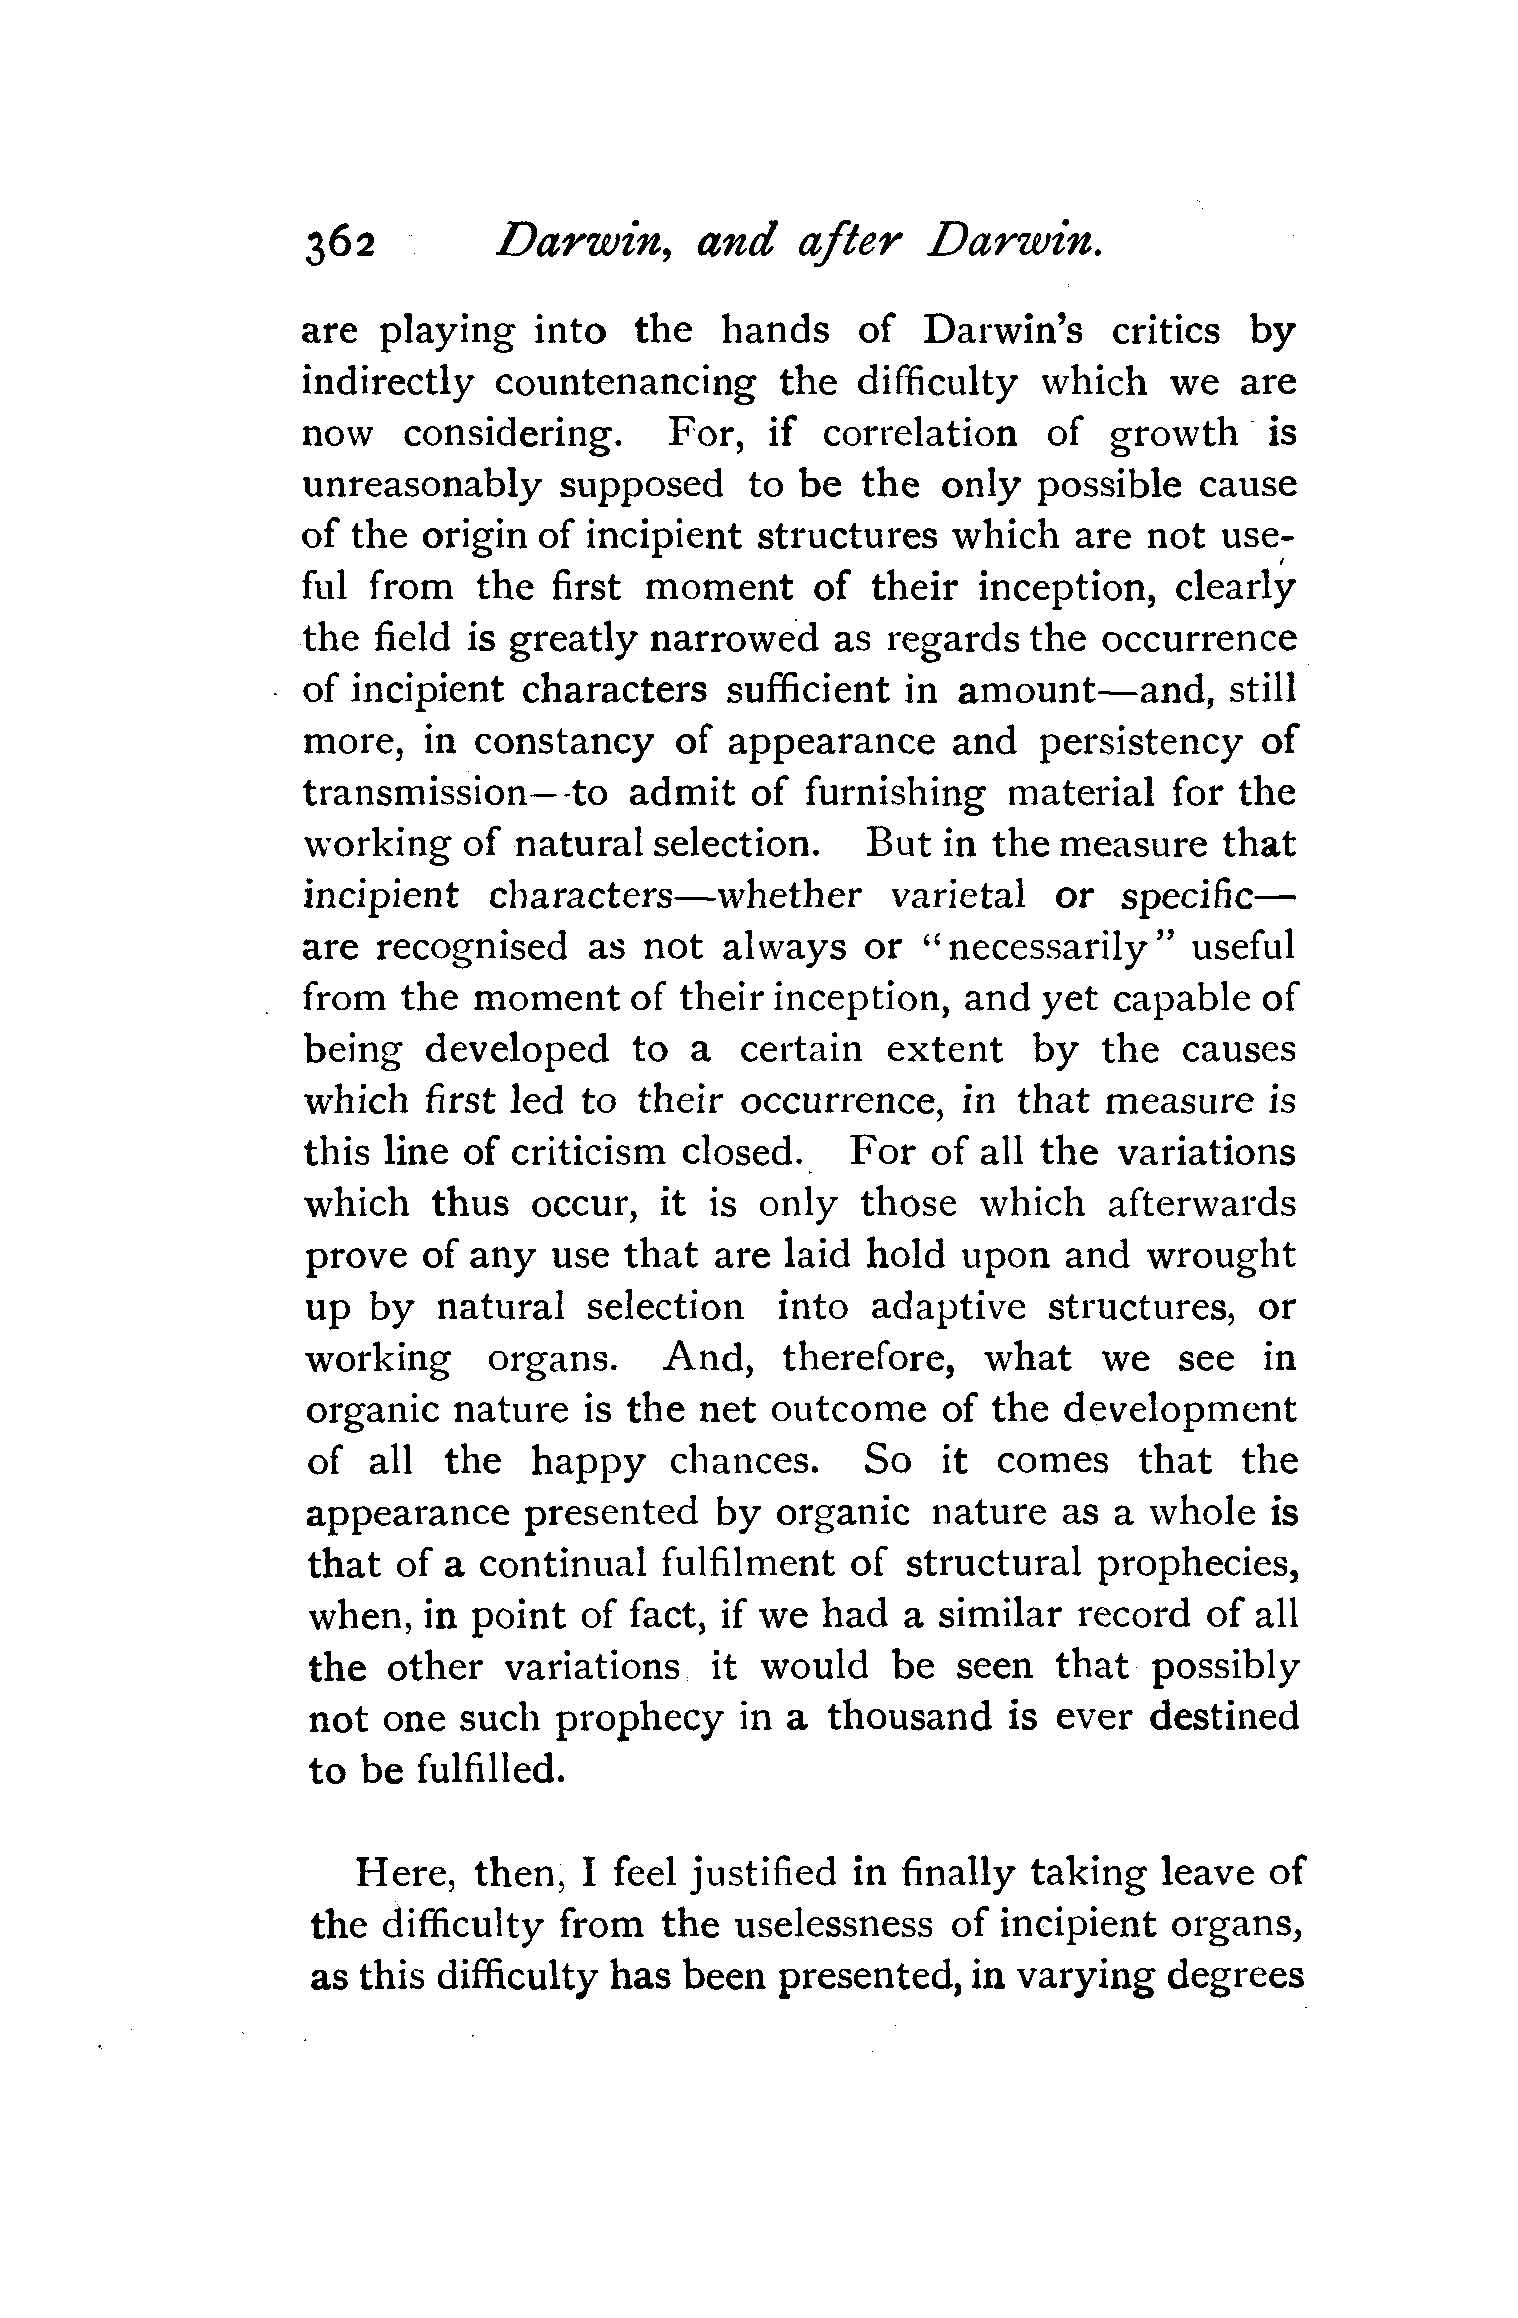 362 Darwin, and after Darwin.
are playing into the hands of Darwin's critics by
indirectly countenancing the difficulty which we are
now considering. For, if correlation of growth is
unreasonably supposed to be the only possible cause
of the origin of incipient structures which are not use-
ful from the first moment of their inception, clearly
the field is greatly narrowed as regards the occurrence
of incipient characters sufficient in amount—and, still
more, in constancy of appearance and persistency of
transmission—to admit of furnishing material for the
working of natural selection. But in the measure that
incipient characters—whether varietal or specific—
are recognised as not always or "necessarily" useful
from the moment of their inception, and yet capable of
being developed to a certain extent by the causes
which first led to their occurrence, in that measure is
this line of criticism closed. For of all the variations
which thus occur, it is only those which afterwards
prove of any use that are laid hold upon and wrought
up by natural selection into adaptive structures, or
working organs. And, therefore, what we see in
organic nature is the net outcome of the development
of all the happy chances. So it comes that the
appearance presented by organic nature as a whole is
that of a continual fulfilment of structural prophecies,
when, in point of fact, if we had a similar record of all
the other variations it would be seen that possibly
not one such prophecy in a thousand is ever destined
to be fulfilled.
Here, then, I feel justified in finally taking leave of
the difficulty from the uselessness of incipient organs,
as this difficulty has been presented, in varying degrees